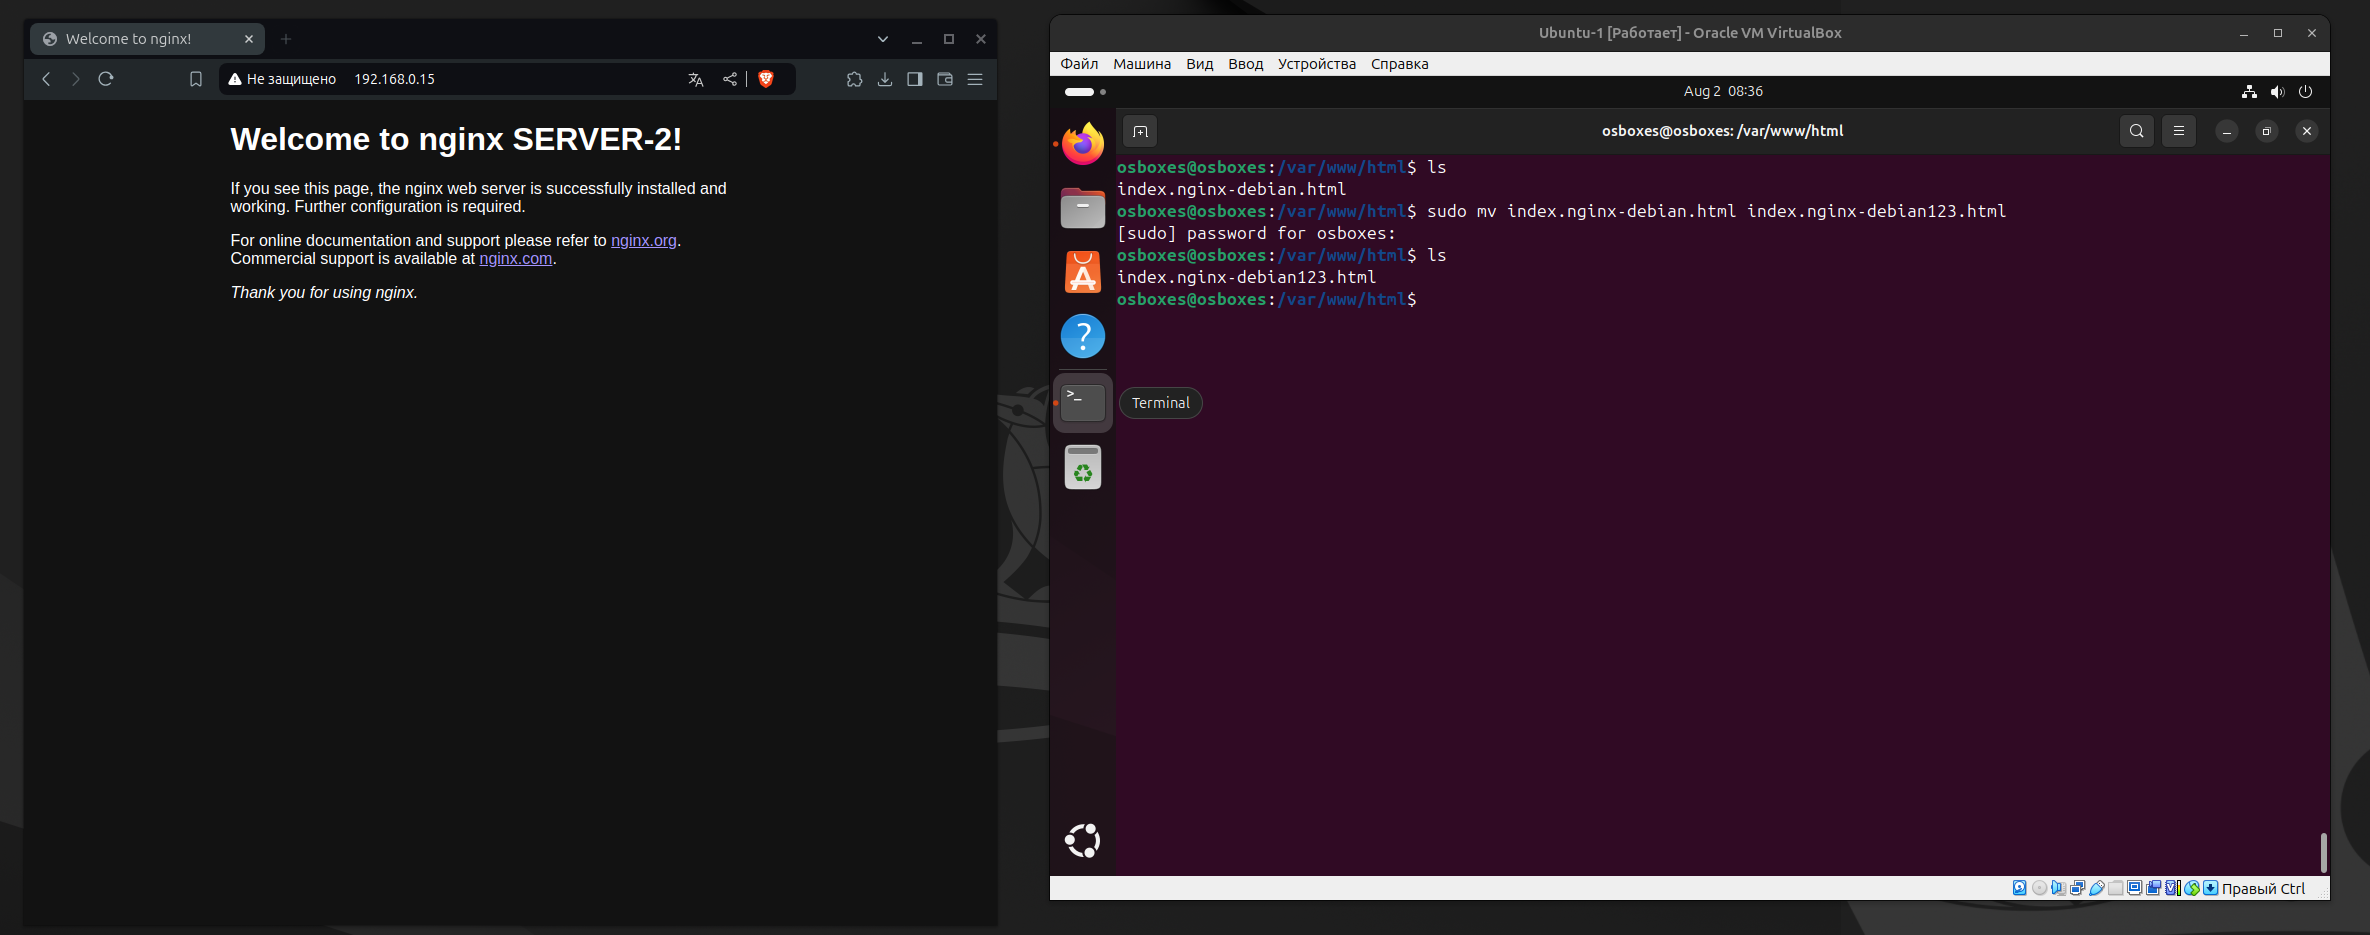 Welcome to nginx!
Не защищено 192.168.0.15
Welcome to nginx SERVER-2!
If you see this page, the nginx web server is successfully installed and
working. Further configuration is required.
For online documentation and support please refer to nginx.org.
Commercial support is available at nginx.com.
Thank you for using nginx.
Ubuntu-1 [Работает] - Oracle VM VirtualBox
Файл Машина Вид Ввод Устройства Справка
Aug 2 08:36
osboxes@osboxes: /var/www/html
osboxes@osboxes:/var/www/html$ ls
index.nginx-debian.html
osboxes@osboxes:/var/www/html$ sudo mv index.nginx-debian.html index.nginx-debian123.html
[sudo] password for osboxes:
osboxes@osboxes:/var/www/html$ ls
index.nginx-debian123.html
osboxes@osboxes:/var/www/html$
Terminal
Правый Ctrl